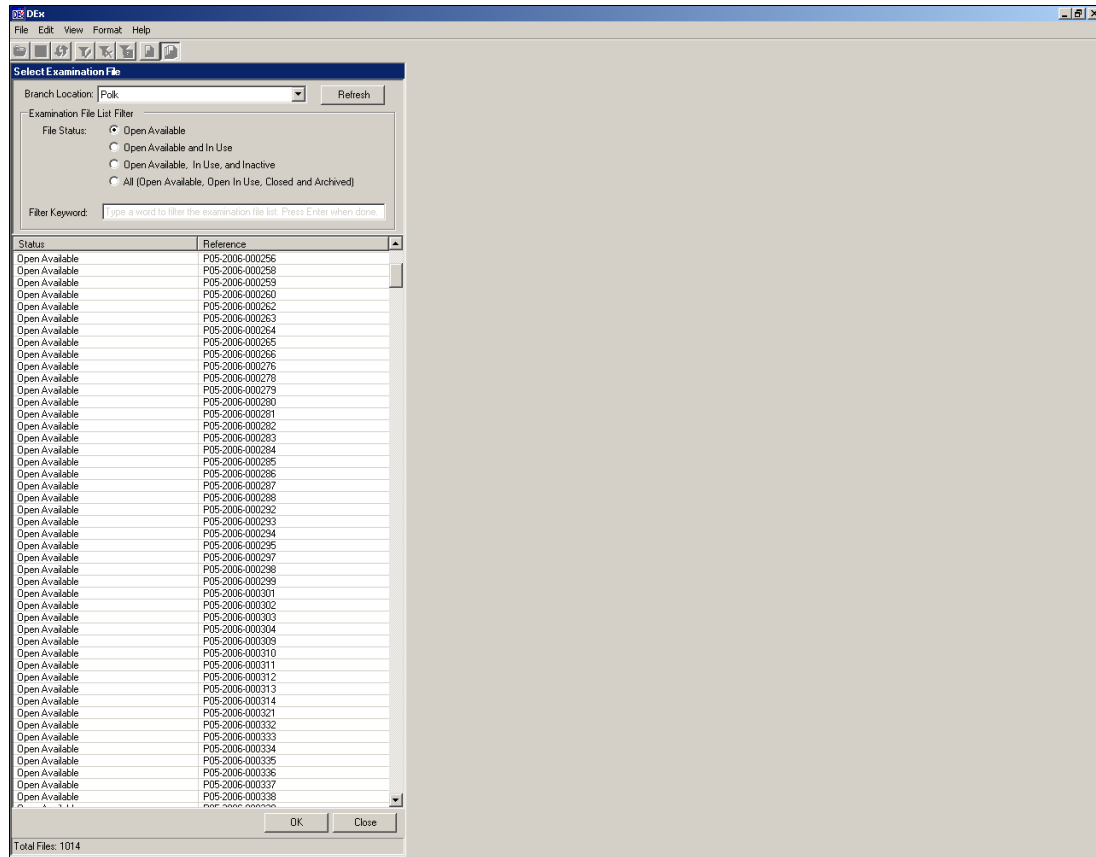 DEx
File Edit View Format Help
Select Examination File
Branch Location: Polk Refresh
Examination File List Filter
File Status: Open Available
Open Available and In Use
Open Available, In Use, and Inactive
All (Open Available, Open In Use, Closed and Archived)
Filter Keyword: Type a word to filter the examination file list. Press Enter when done.
Status Reference
Open Available P05-2006-000256
Open Available P05-2006-000258
Open Available P05-2006-000259
Open Available P05-2006-000260
Open Available P05-2006-000262
Open Available P05-2006-000263
Open Available P05-2006-000264
Open Available P05-2006-000265
Open Available P05-2006-000266
Open Available P05-2006-000276
Open Available P05-2006-000278
Open Available P05-2006-000279
Open Available P05-2006-000280
Open Available P05-2006-000281
Open Available P05-2006-000282
Open Available P05-2006-000283
Open Available P05-2006-000284
Open Available P05-2006-000285
Open Available P05-2006-000286
Open Available P05-2006-000287
Open Available P05-2006-000288
Open Available P05-2006-000292
Open Available P05-2006-000293
Open Available P05-2006-000294
Open Available P05-2006-000295
Open Available P05-2006-000297
Open Available P05-2006-000298
Open Available P05-2006-000299
Open Available P05-2006-000301
Open Available P05-2006-000302
Open Available P05-2006-000303
Open Available P05-2006-000304
Open Available P05-2006-000309
Open Available P05-2006-000310
Open Available P05-2006-000311
Open Available P05-2006-000312
Open Available P05-2006-000313
Open Available P05-2006-000314
Open Available P05-2006-000321
Open Available P05-2006-000332
Open Available P05-2006-000333
Open Available P05-2006-000334
Open Available P05-2006-000335
Open Available P05-2006-000336
Open Available P05-2006-000337
Open Available P05-2006-000338
OK Close
Total Files: 1014